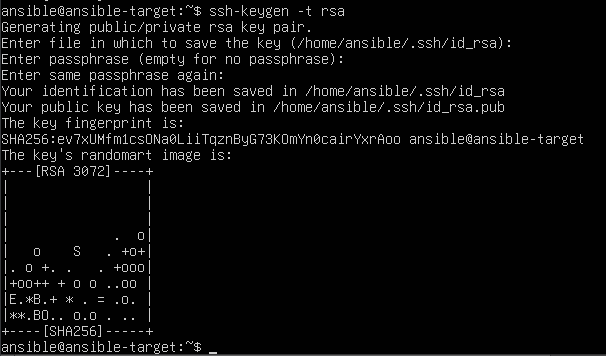 ansible@ansible-target:~$ ssh-keygen -t rsa
Generating public/private rsa key pair.
Enter file in which to save the key (/home/ansible/.ssh/id_rsa):
Enter passphrase (empty for no passphrase):
Enter same passphrase again:
Your identification has been saved in /home/ansible/.ssh/id_rsa
Your public key has been saved in /home/ansible/.ssh/id_rsa.pub
The key fingerprint is:
SHA256:ev7xUMfm1csONa0LiiTqznByG73KOmYn0cairYxrAoo ansible@ansible-target
The key's randomart image is:
+---[RSA 3072]----+
|                 |
|                 |
|                 |
|             .  o|
|   o    S   . +o+|
|. o +. .   . +ooo|
|+oo++ + o o ..oo |
|E.*B.+ * . = .o. |
|**.BO.. o.o . .. |
+----[SHA256]-----+
ansible@ansible-target:~$ _